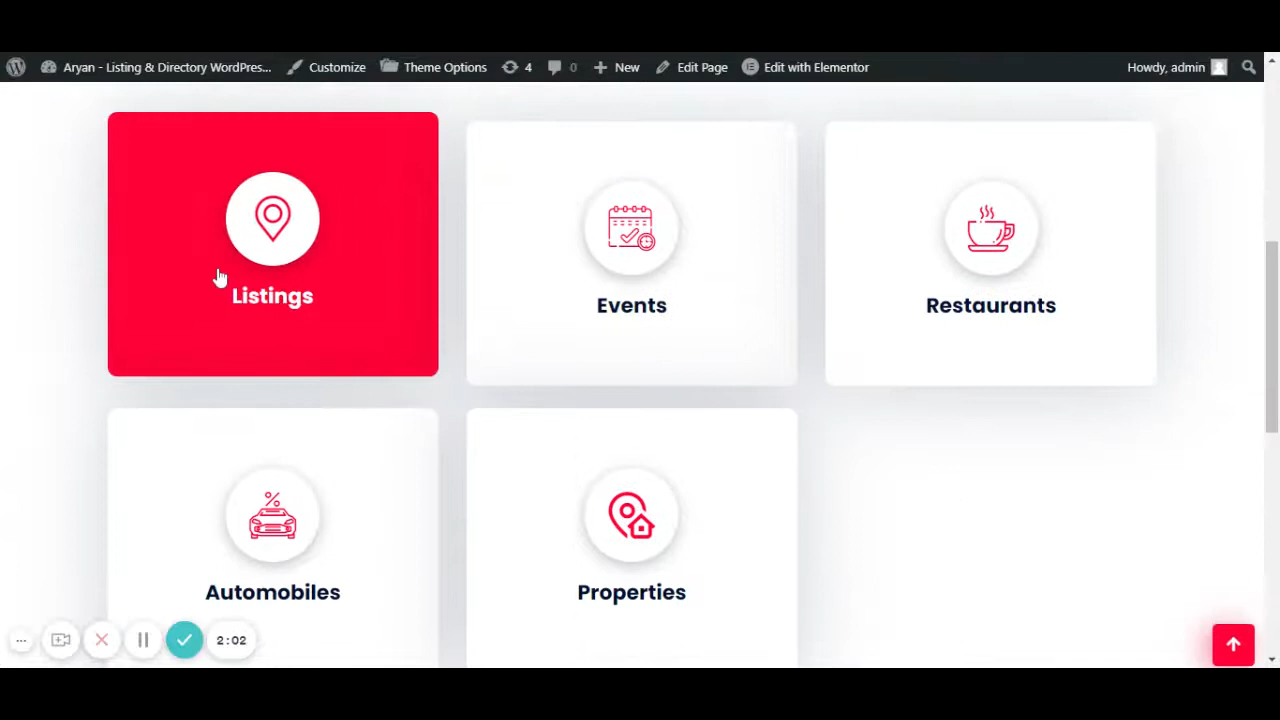 Aryan - Listing & Directory WordPres... Customize Theme Options 4 0 New Edit Page Edit with Elementor Howdy, admin
Listings
Events
Restaurants
Automobiles
Properties
2:02